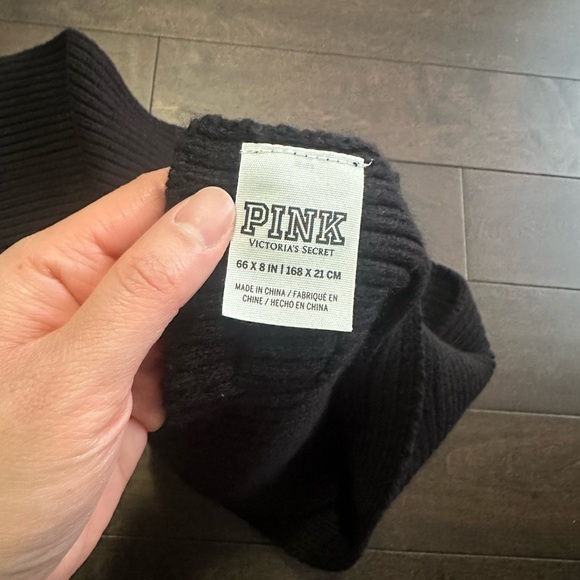 PINK
VICTORIA'S SECRET
66 X 8 IN | 168 X 21 CM
MADE IN CHINA / FABRIQUÉ EN
CHINE / HECHO EN CHINA